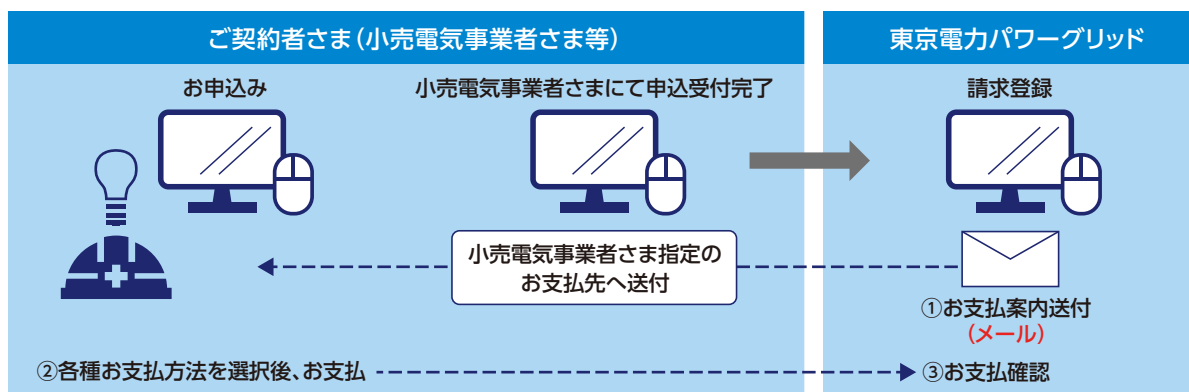 ご契約者さま（小売電気事業者さま等）
東京電力パワーグリッド
お申込み
小売電気事業者さまにて申込受付完了
請求登録
小売電気事業者さま指定の
お支払先へ送付
①お支払案内送付
（メール）
②各種お支払方法を選択後、お支払
③お支払確認